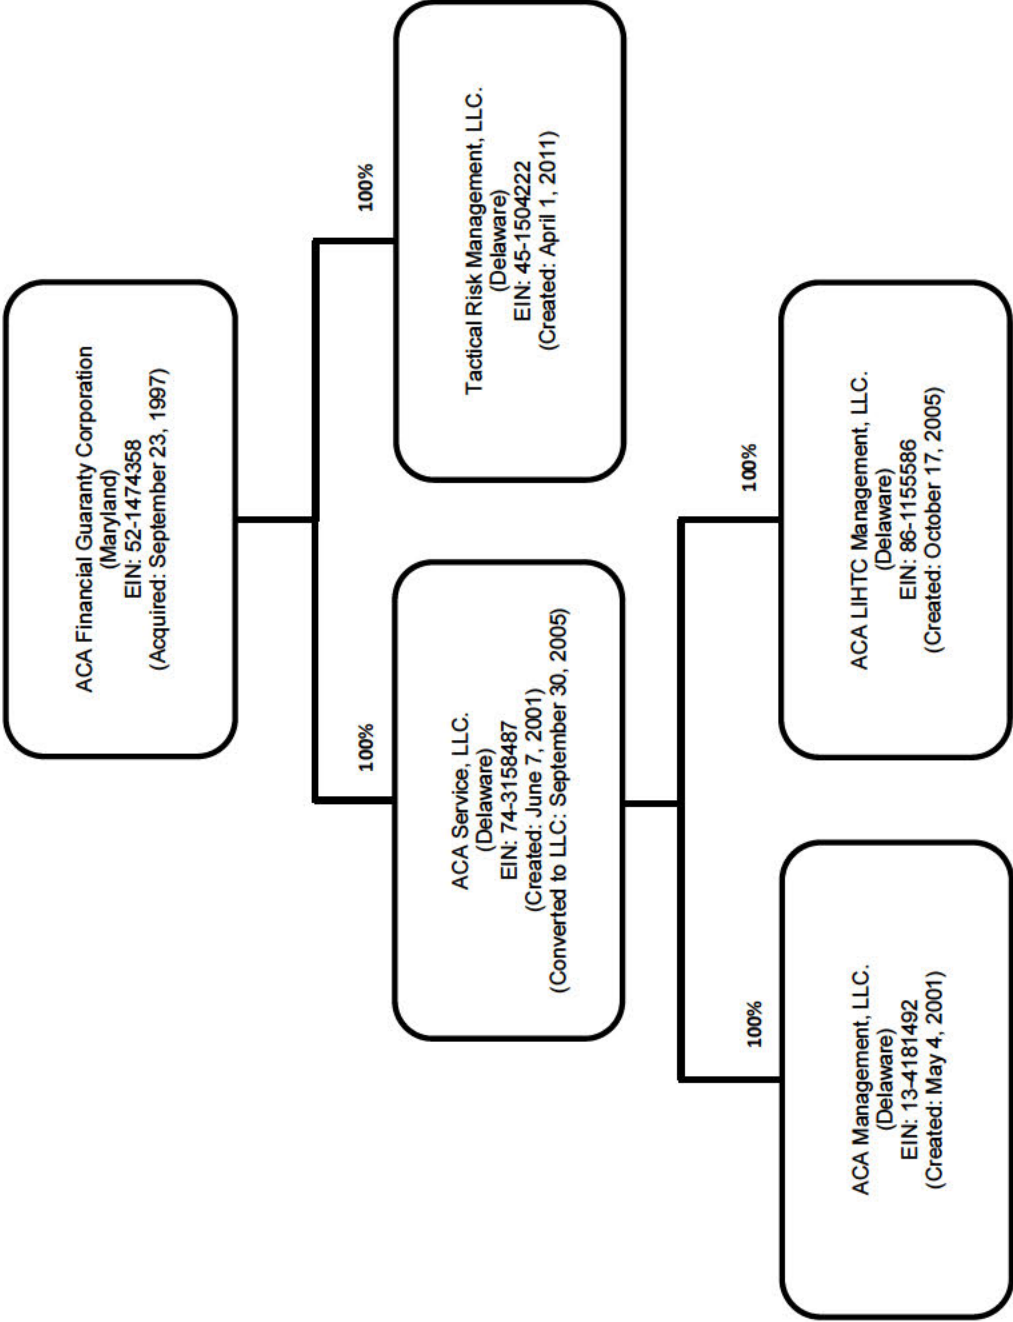 ACA Financial Guaranty Corporation
(Maryland)
EIN: 52-1474358
(Acquired: September 23, 1997)
100%
100%
ACA Service, LLC.
(Delaware)
EIN: 74-3158487
(Created: June 7, 2001)
(Converted to LLC: September 30, 2005)
Tactical Risk Management, LLC.
(Delaware)
EIN: 45-1504222
(Created: April 1, 2011)
100%
100%
ACA Management, LLC.
(Delaware)
EIN: 13-4181492
(Created: May 4, 2001)
ACA LIHTC Management, LLC.
(Delaware)
EIN: 86-1155586
(Created: October 17, 2005)